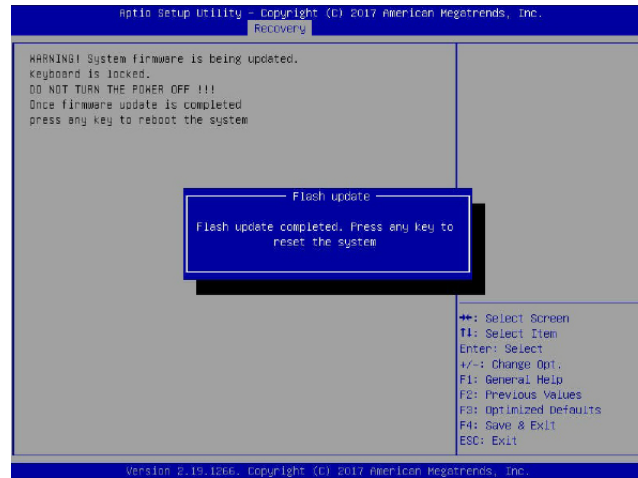 Aptio Setup Utility – Copyright (C) 2017 American Megatrends, Inc.
Recovery
WARNING! System firmware is being updated.
Keyboard is locked.
DO NOT TURN THE POWER OFF !!!
Once firmware update is completed
press any key to reboot the system
Flash update
Flash update completed. Press any key to
reset the system
→←: Select Screen
↑↓: Select Item
Enter: Select
+/-: Change Opt.
F1: General Help
F2: Previous Values
F3: Optimized Defaults
F4: Save & Exit
ESC: Exit
Version 2.19.1266. Copyright (C) 2017 American Megatrends, Inc.